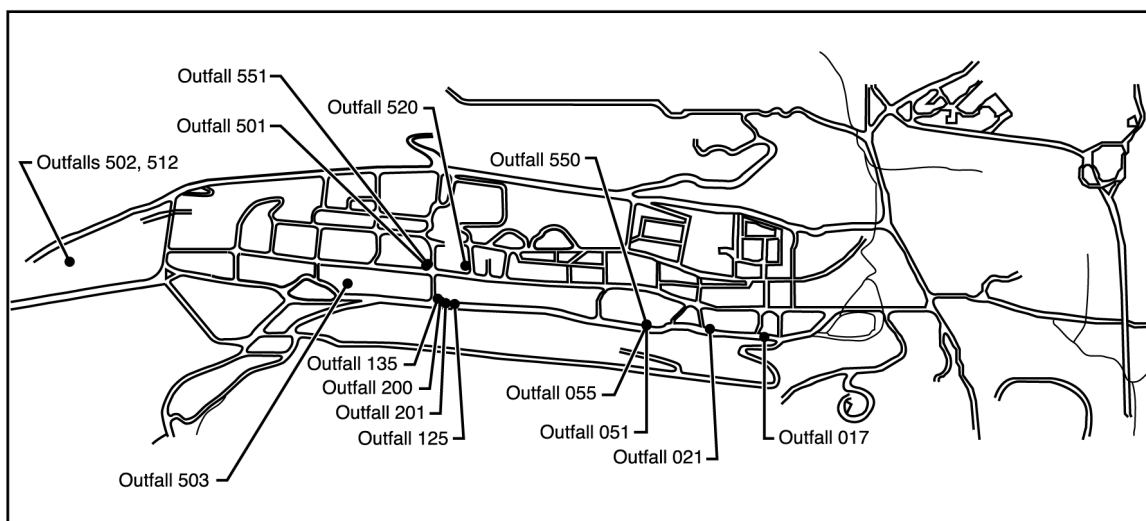 Outfall 551
Outfall 520
Outfall 501
Outfalls 502, 512
Outfall 550
Outfall 135
Outfall 200
Outfall 201
Outfall 125
Outfall 055
Outfall 051
Outfall 017
Outfall 021
Outfall 503